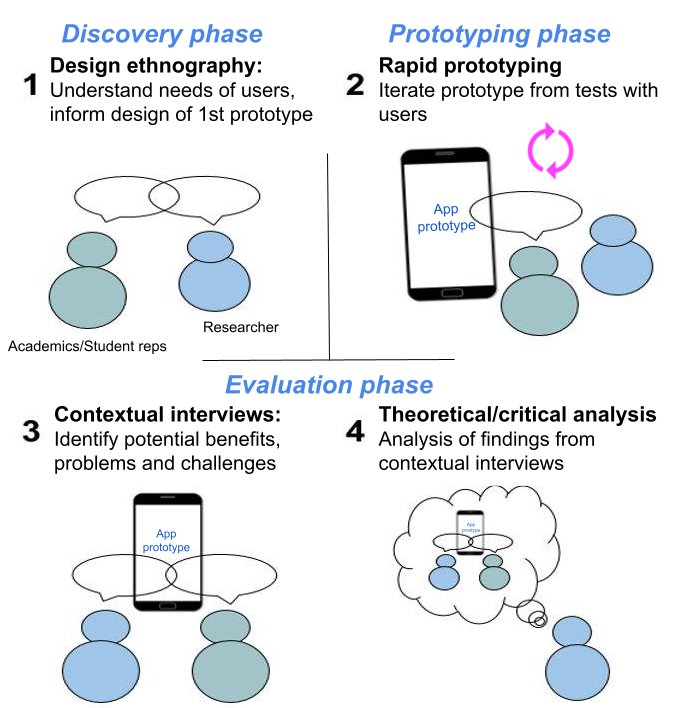 Discovery phase
1
Design ethnography:
Understand needs of users,
inform design of 1st prototype
Academics/Student reps
Researcher
Prototyping phase
2
Rapid prototyping
Iterate prototype from tests with
users
App
prototype
Evaluation phase
3
Contextual interviews:
Identify potential benefits,
problems and challenges
App
prototype
4
Theoretical/critical analysis
Analysis of findings from
contextual interviews
App
prototype